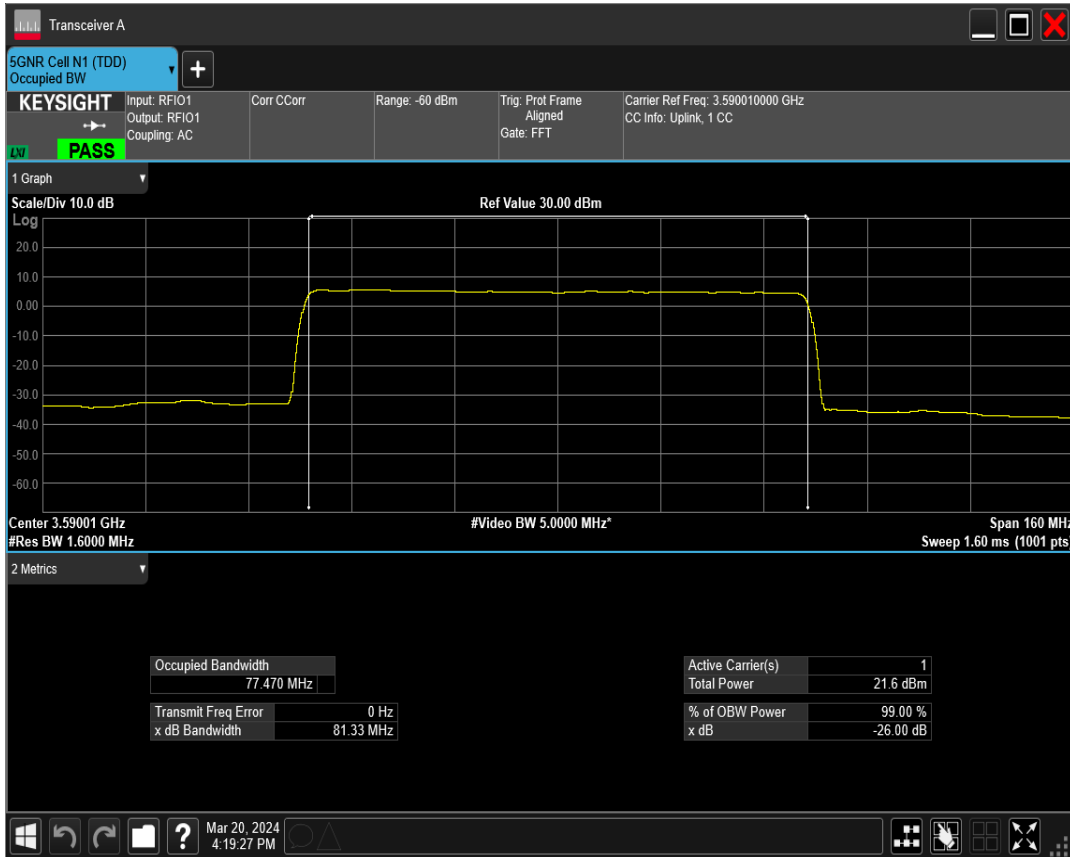 Transceiver A
5GNR Cell N1 (TDD)
Occupied BW
+
KEYSIGHT
LXI
PASS
Input: RFIO1
Output: RFIO1
Coupling: AC
Corr CCorr
Range: -60 dBm
Trig: Prot Frame
Aligned
Gate: FFT
Carrier Ref Freq: 3.590010000 GHz
CC Info: Uplink, 1 CC
1 Graph
Scale/Div 10.0 dB
Ref Value 30.00 dBm
Log
20.0
10.0
0.00
-10.0
-20.0
-30.0
-40.0
-50.0
-60.0
Center 3.59001 GHz
#Video BW 5.0000 MHz*
Span 160 MHz
#Res BW 1.6000 MHz
Sweep 1.60 ms (1001 pts)
2 Metrics
Occupied Bandwidth
77.470 MHz
Transmit Freq Error 0 Hz
x dB Bandwidth 81.33 MHz
Active Carrier(s) 1
Total Power 21.6 dBm
% of OBW Power 99.00 %
x dB -26.00 dB
?
Mar 20, 2024
4:19:27 PM